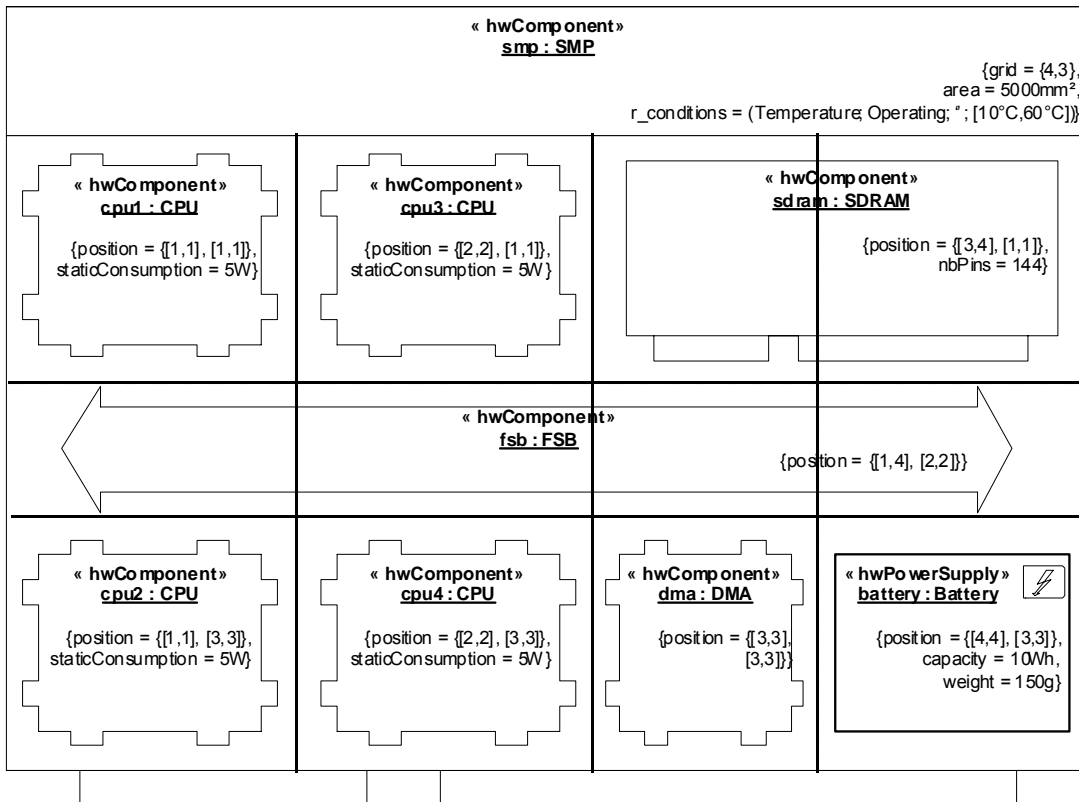 « hwComponent»
smp : SMP
{grid = {4,3},
area = 5000mm²,
r_conditions = (Temperature; Operating; " ; [10°C,60°C])}
« hwComponent»
cpu1 : CPU
{position = {[1,1], [1,1]},
staticConsumption = 5W}
« hwComponent»
cpu3 : CPU
{position = {[2,2], [1,1]},
staticConsumption = 5W}
« hwComponent»
sdram : SDRAM
{position = {[3,4], [1,1]},
nbPins = 144}
« hwComponent»
fsb : FSB
{position = {[1,4], [2,2]}}
« hwComponent»
cpu2 : CPU
{position = {[1,1], [3,3]},
staticConsumption = 5W}
« hwComponent»
cpu4 : CPU
{position = {[2,2], [3,3]},
staticConsumption = 5W}
« hwComponent»
dma : DMA
{position = {[3,3],
[3,3]}}
« hwPowerSupply»
battery : Battery
{position = {[4,4], [3,3]},
capacity = 10Wh,
weight = 150g}